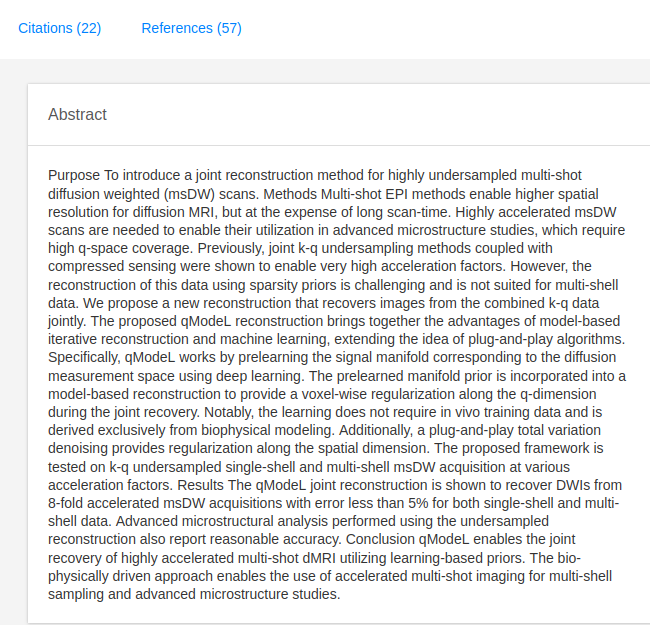 Citations (22) References (57)
Abstract
Purpose To introduce a joint reconstruction method for highly undersampled multi-shot
diffusion weighted (msDW) scans. Methods Multi-shot EPI methods enable higher spatial
resolution for diffusion MRI, but at the expense of long scan-time. Highly accelerated msDW
scans are needed to enable their utilization in advanced microstructure studies, which require
high q-space coverage. Previously, joint k-q undersampling methods coupled with
compressed sensing were shown to enable very high acceleration factors. However, the
reconstruction of this data using sparsity priors is challenging and is not suited for multi-shell
data. We propose a new reconstruction that recovers images from the combined k-q data
jointly. The proposed qModeL reconstruction brings together the advantages of model-based
iterative reconstruction and machine learning, extending the idea of plug-and-play algorithms.
Specifically, qModeL works by prelearning the signal manifold corresponding to the diffusion
measurement space using deep learning. The prelearned manifold prior is incorporated into a
model-based reconstruction to provide a voxel-wise regularization along the q-dimension
during the joint recovery. Notably, the learning does not require in vivo training data and is
derived exclusively from biophysical modeling. Additionally, a plug-and-play total variation
denoising provides regularization along the spatial dimension. The proposed framework is
tested on k-q undersampled single-shell and multi-shell msDW acquisition at various
acceleration factors. Results The qModeL joint reconstruction is shown to recover DWIs from
8-fold accelerated msDW acquisitions with error less than 5% for both single-shell and multi-
shell data. Advanced microstructural analysis performed using the undersampled
reconstruction also report reasonable accuracy. Conclusion qModeL enables the joint
recovery of highly accelerated multi-shot dMRI utilizing learning-based priors. The bio-
physically driven approach enables the use of accelerated multi-shot imaging for multi-shell
sampling and advanced microstructure studies.